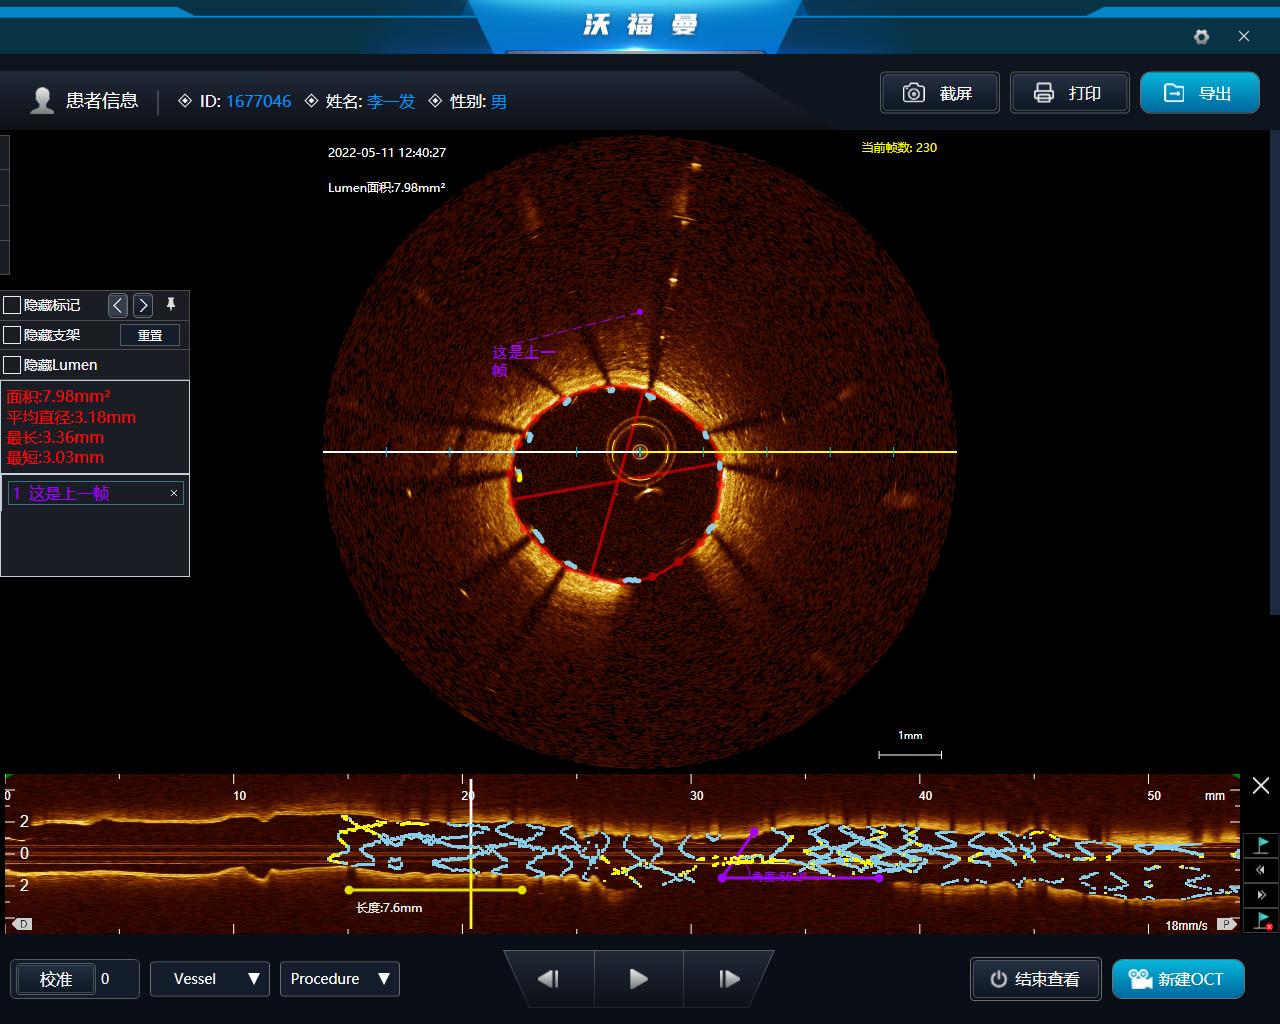 沃福曼
患者信息
ID: 1677046
姓名: 李一发
性别: 男
截屏
打印
导出
2022-05-11 12:40:27
当前帧数: 230
Lumen面积:7.98mm²
隐藏标记
隐藏支架
重置
隐藏Lumen
面积:7.98mm²
平均直径:3.18mm
最长:3.36mm
最短:3.03mm
1 这是上一帧
这是上一
帧
1mm
0 10 20 30 40 50 mm
2
0
2
长度:7.6mm
D
18mm/s
P
校准
0
Vessel
Procedure
结束查看
新建OCT